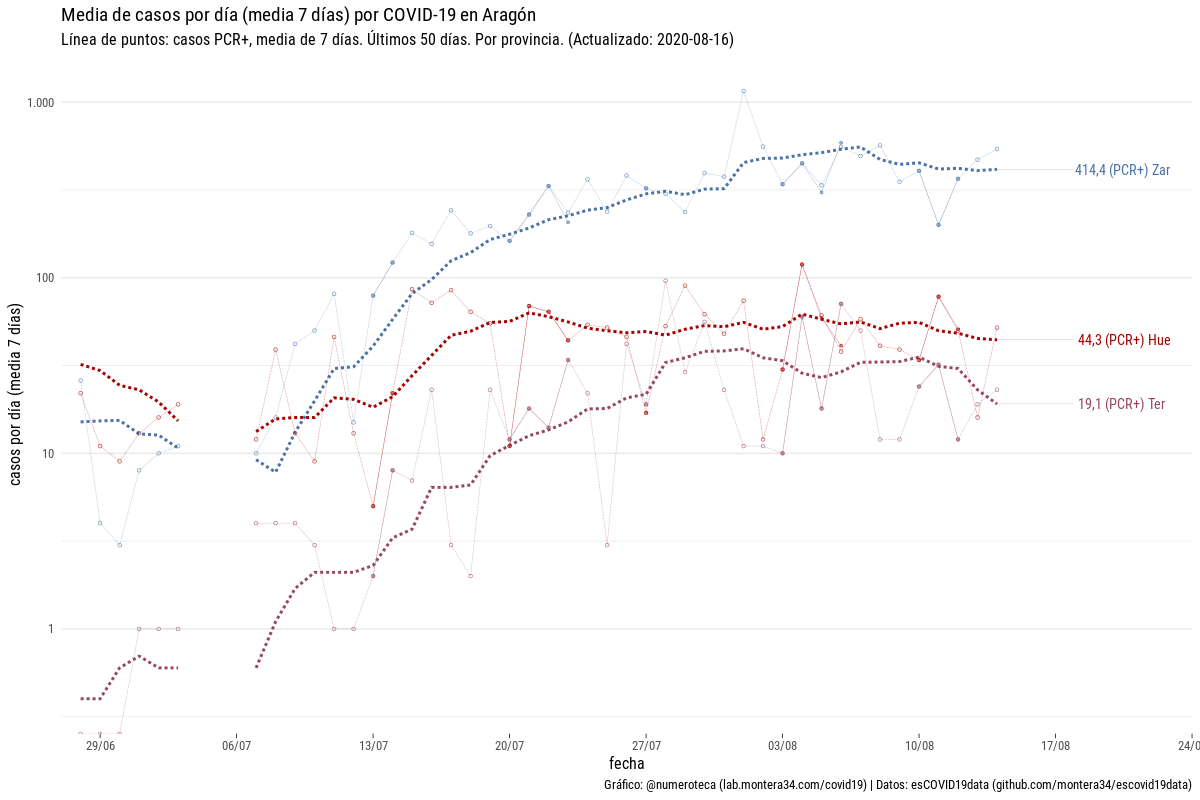 Media de casos por día (media 7 días) por COVID-19 en Aragón
Línea de puntos: casos PCR+, media de 7 días. Últimos 50 días. Por provincia. (Actualizado: 2020-08-16)
casos por día (media 7 días)
1.000
100
10
1
414,4 (PCR+) Zar
44,3 (PCR+) Hue
19,1 (PCR+) Ter
29/06
06/07
13/07
20/07
27/07
03/08
10/08
17/08
24/0
fecha
Gráfico: @numeroteca (lab.montera34.com/covid19) | Datos: esCOVID19data (github.com/montera34/escovid19data)